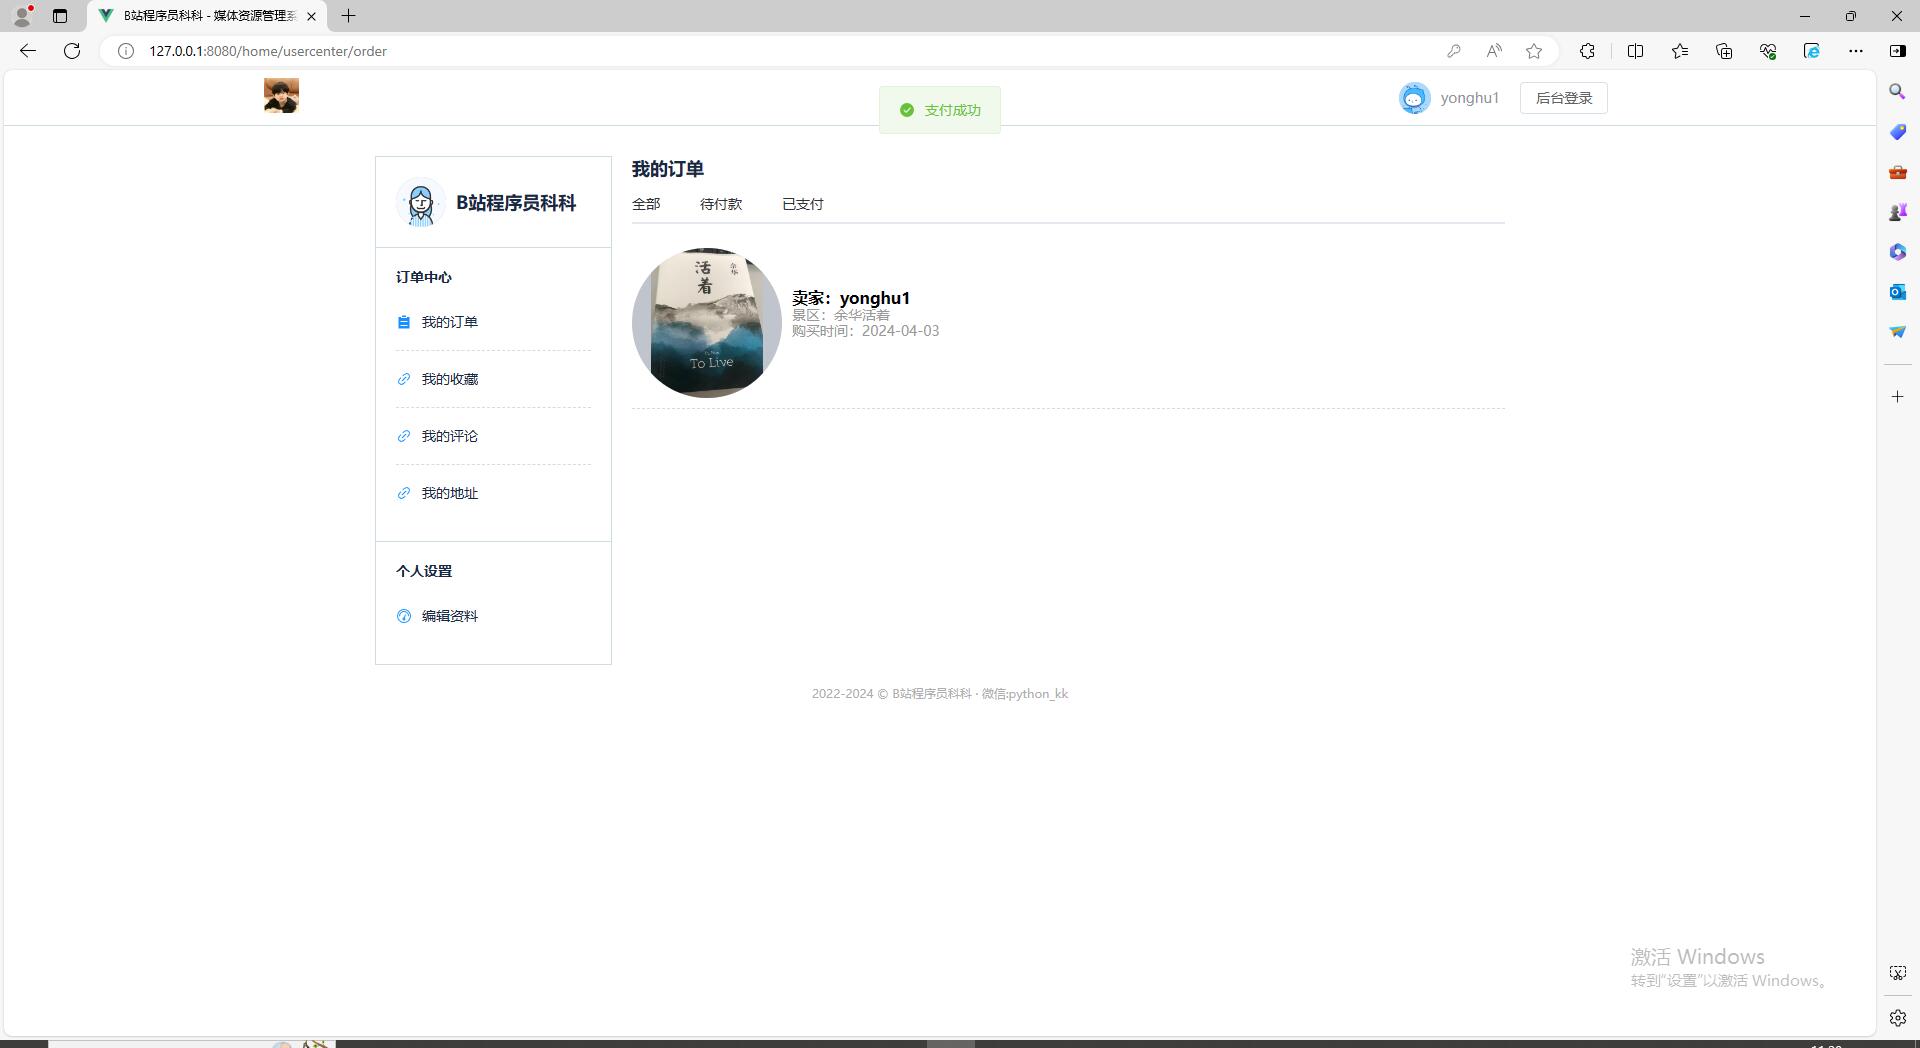 B站程序员科科 - 媒体资源管理系
127.0.0.1:8080/home/usercenter/order
支付成功
yonghu1
后台登录
B站程序员科科
订单中心
我的订单
我的收藏
我的评论
我的地址
个人设置
编辑资料
我的订单
全部 待付款 已支付
活着
余华
To Live
卖家：yonghu1
景区：余华活着
购买时间：2024-04-03
2022-2024 © B站程序员科科 · 微信:python_kk
激活 Windows
转到"设置"以激活 Windows。